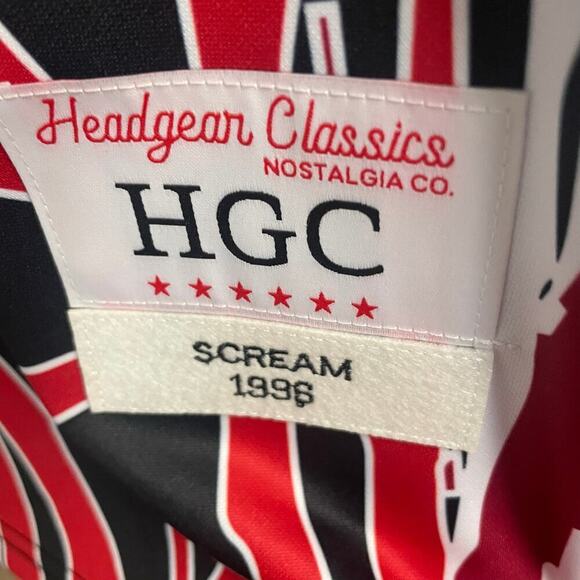 Headgear Classics
NOSTALGIA CO.
HGC
SCREAM
1996